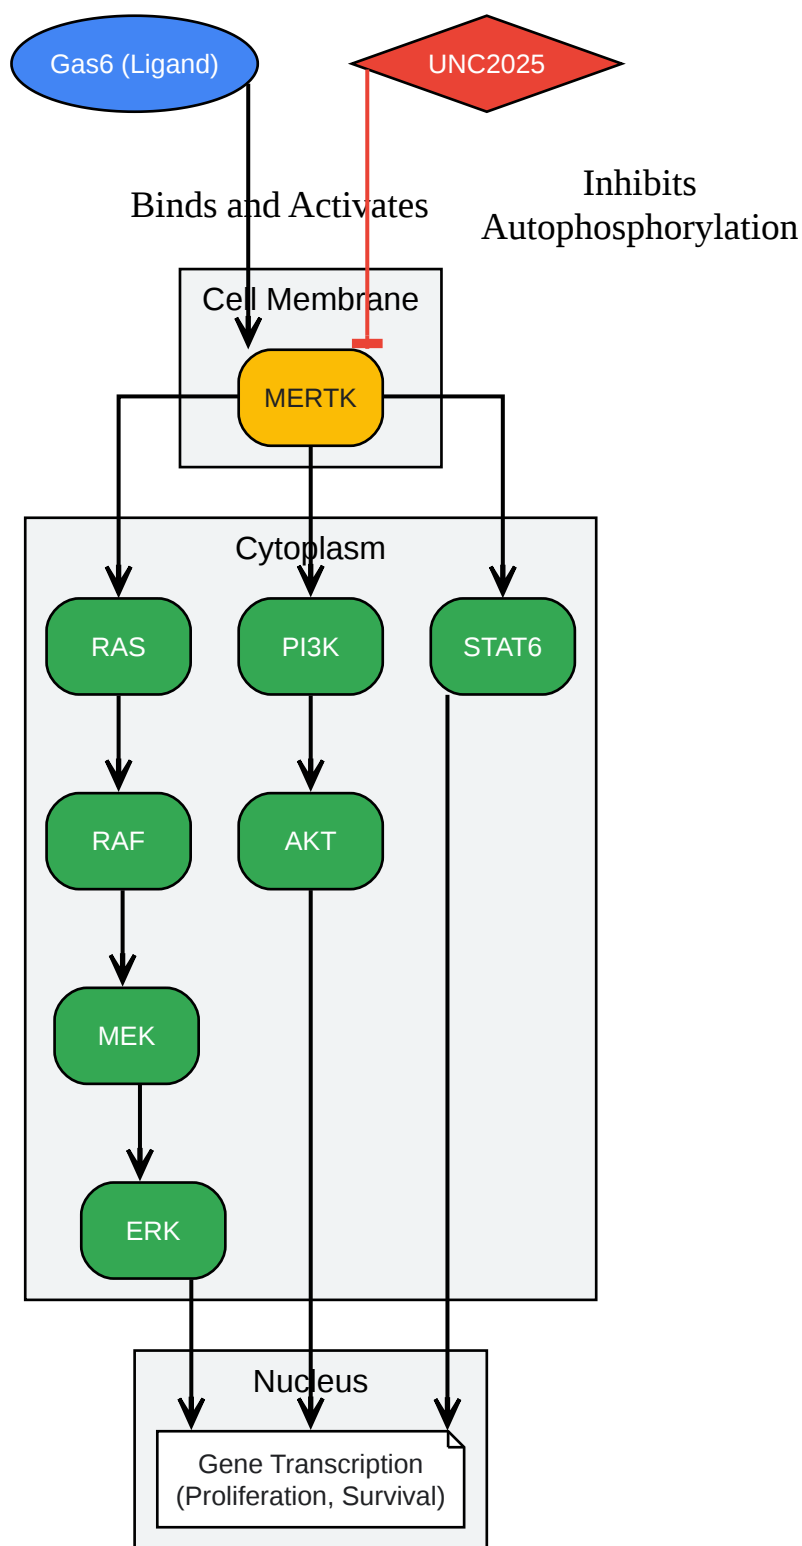 Gas6 (Ligand)
UNC2025
Binds and Activates
Inhibits
Autophosphorylation
Cell Membrane
MERTK
Cytoplasm
RAS
PI3K
STAT6
RAF
AKT
MEK
ERK
Nucleus
Gene Transcription
(Proliferation, Survival)